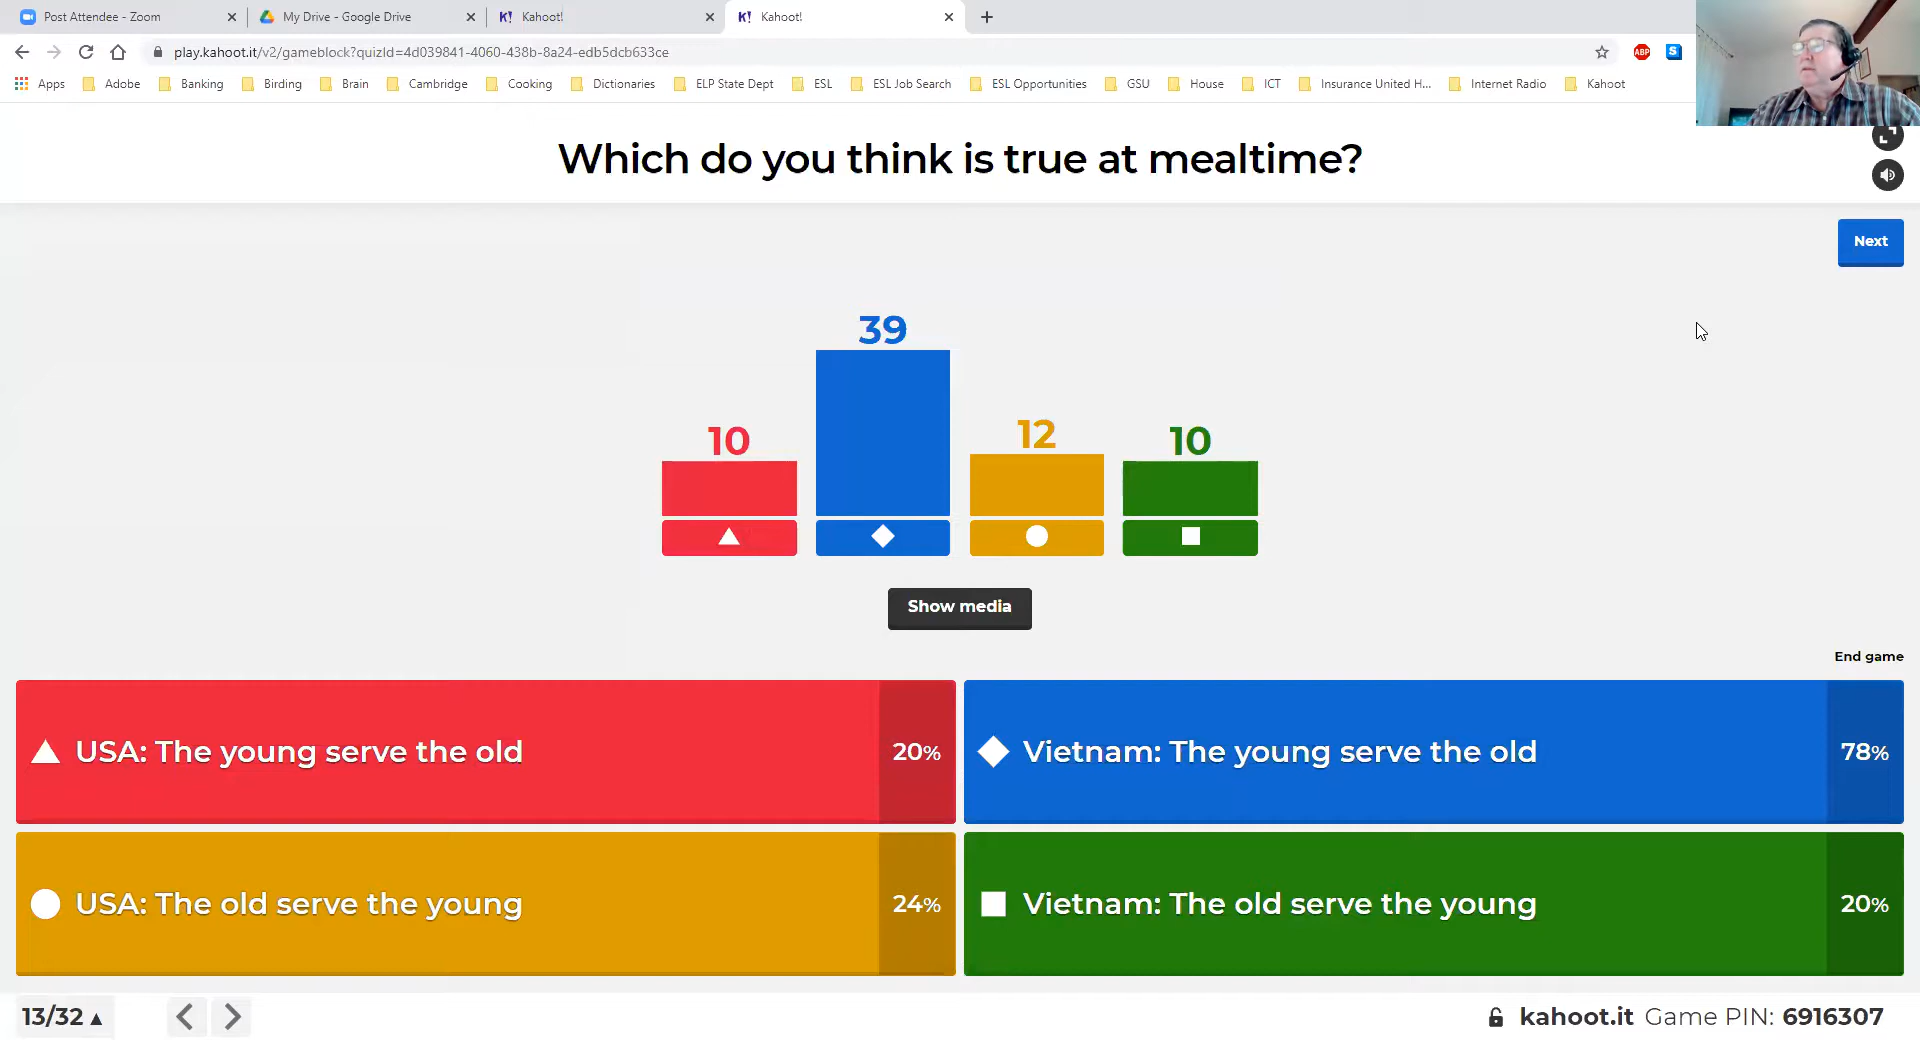 Post Attendee - Zoom
My Drive - Google Drive
K! Kahoot!
K! Kahoot!
play.kahoot.it/v2/gameblock?quizId=4d039841-4060-438b-8a24-edb5dcb633ce
ABP
S
Apps Adobe Banking Birding Brain Cambridge Cooking Dictionaries ELP State Dept ESL ESL Job Search ESL Opportunities GSU House ICT Insurance United H... Internet Radio Kahoot
Which do you think is true at mealtime?
Next
10
39
12
10
Show media
End game
USA: The young serve the old 20%
Vietnam: The young serve the old 78%
USA: The old serve the young 24%
Vietnam: The old serve the young 20%
13/32
kahoot.it Game PIN: 6916307